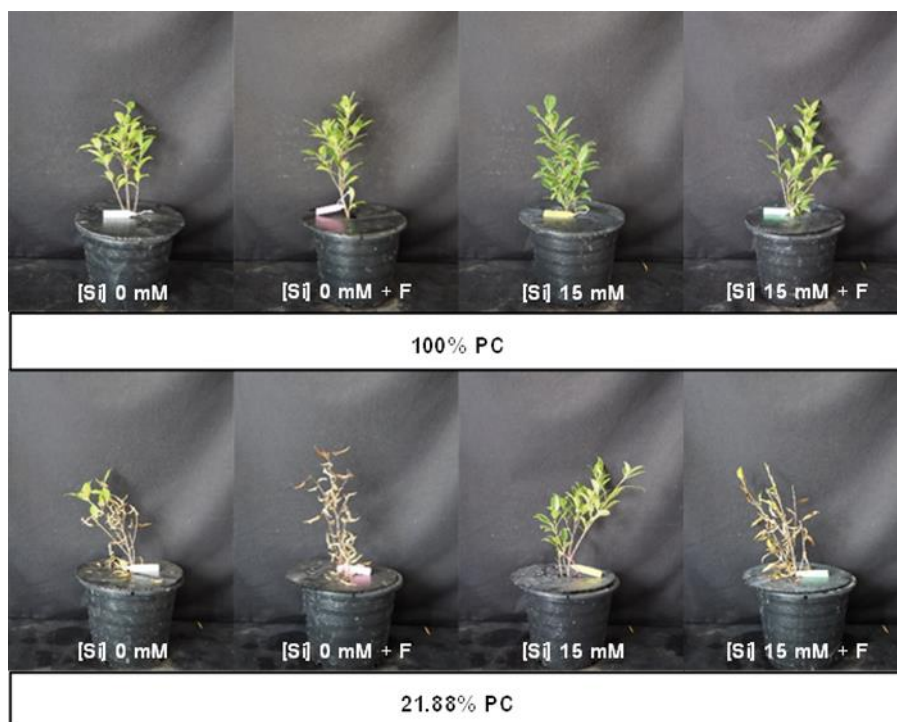 [Si] 0 mM
[Si] 0 mM + F
[Si] 15 mM
[Si] 15 mM + F
100% PC
[Si] 0 mM
[Si] 0 mM + F
[Si] 15 mM
[Si] 15 mM + F
21.88% PC